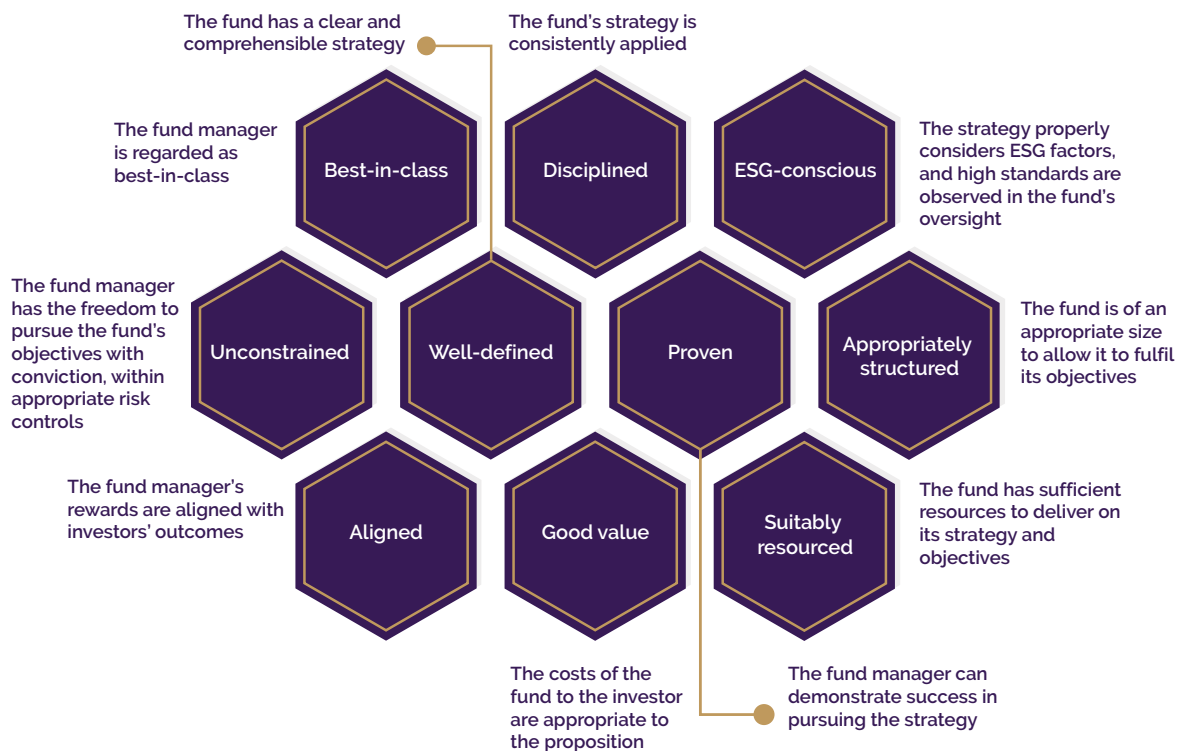 The fund has a clear and
comprehensible strategy
The fund’s strategy is
consistently applied
The fund manager
is regarded as
best-in-class
Best-in-class
Disciplined
ESG-conscious
The strategy properly
considers ESG factors,
and high standards are
observed in the fund’s
oversight
The fund manager
has the freedom to
pursue the fund’s
objectives with
conviction, within
appropriate risk
controls
Unconstrained
Well-defined
Proven
Appropriately
structured
The fund is of an
appropriate size
to allow it to fulfil
its objectives
The fund manager’s
rewards are aligned with
investors’ outcomes
Aligned
Good value
Suitably
resourced
The fund has sufficient
resources to deliver on
its strategy and
objectives
The costs of the
fund to the investor
are appropriate to
the proposition
The fund manager can
demonstrate success in
pursuing the strategy